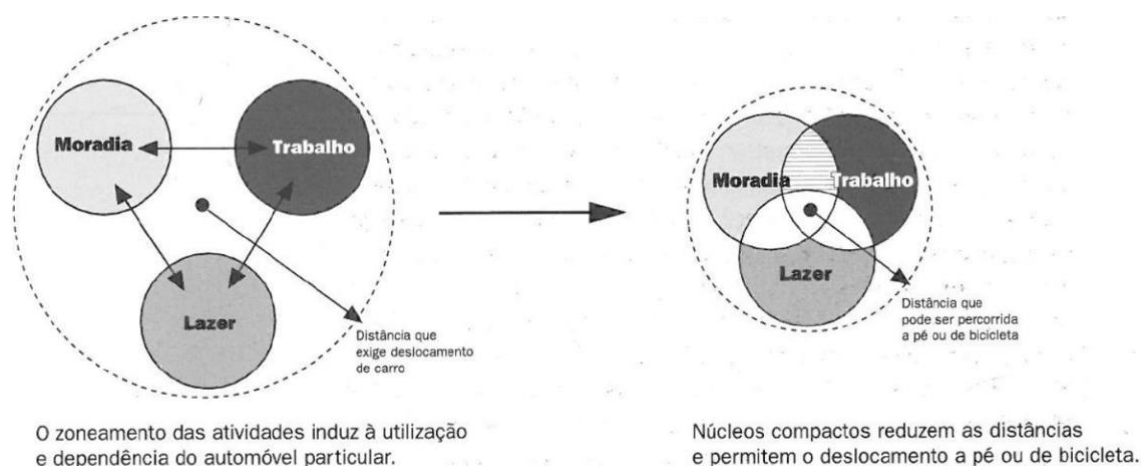 Moradia
Trabalho
Lazer
Distância que
exige deslocamento
de carro
O zoneamento das atividades induz à utilização
e dependência do automóvel particular.
Moradia
Trabalho
Lazer
Distância que
pode ser percorrida
a pé ou de bicicleta
Núcleos compactos reduzem as distâncias
e permitem o deslocamento a pé ou de bicicleta.